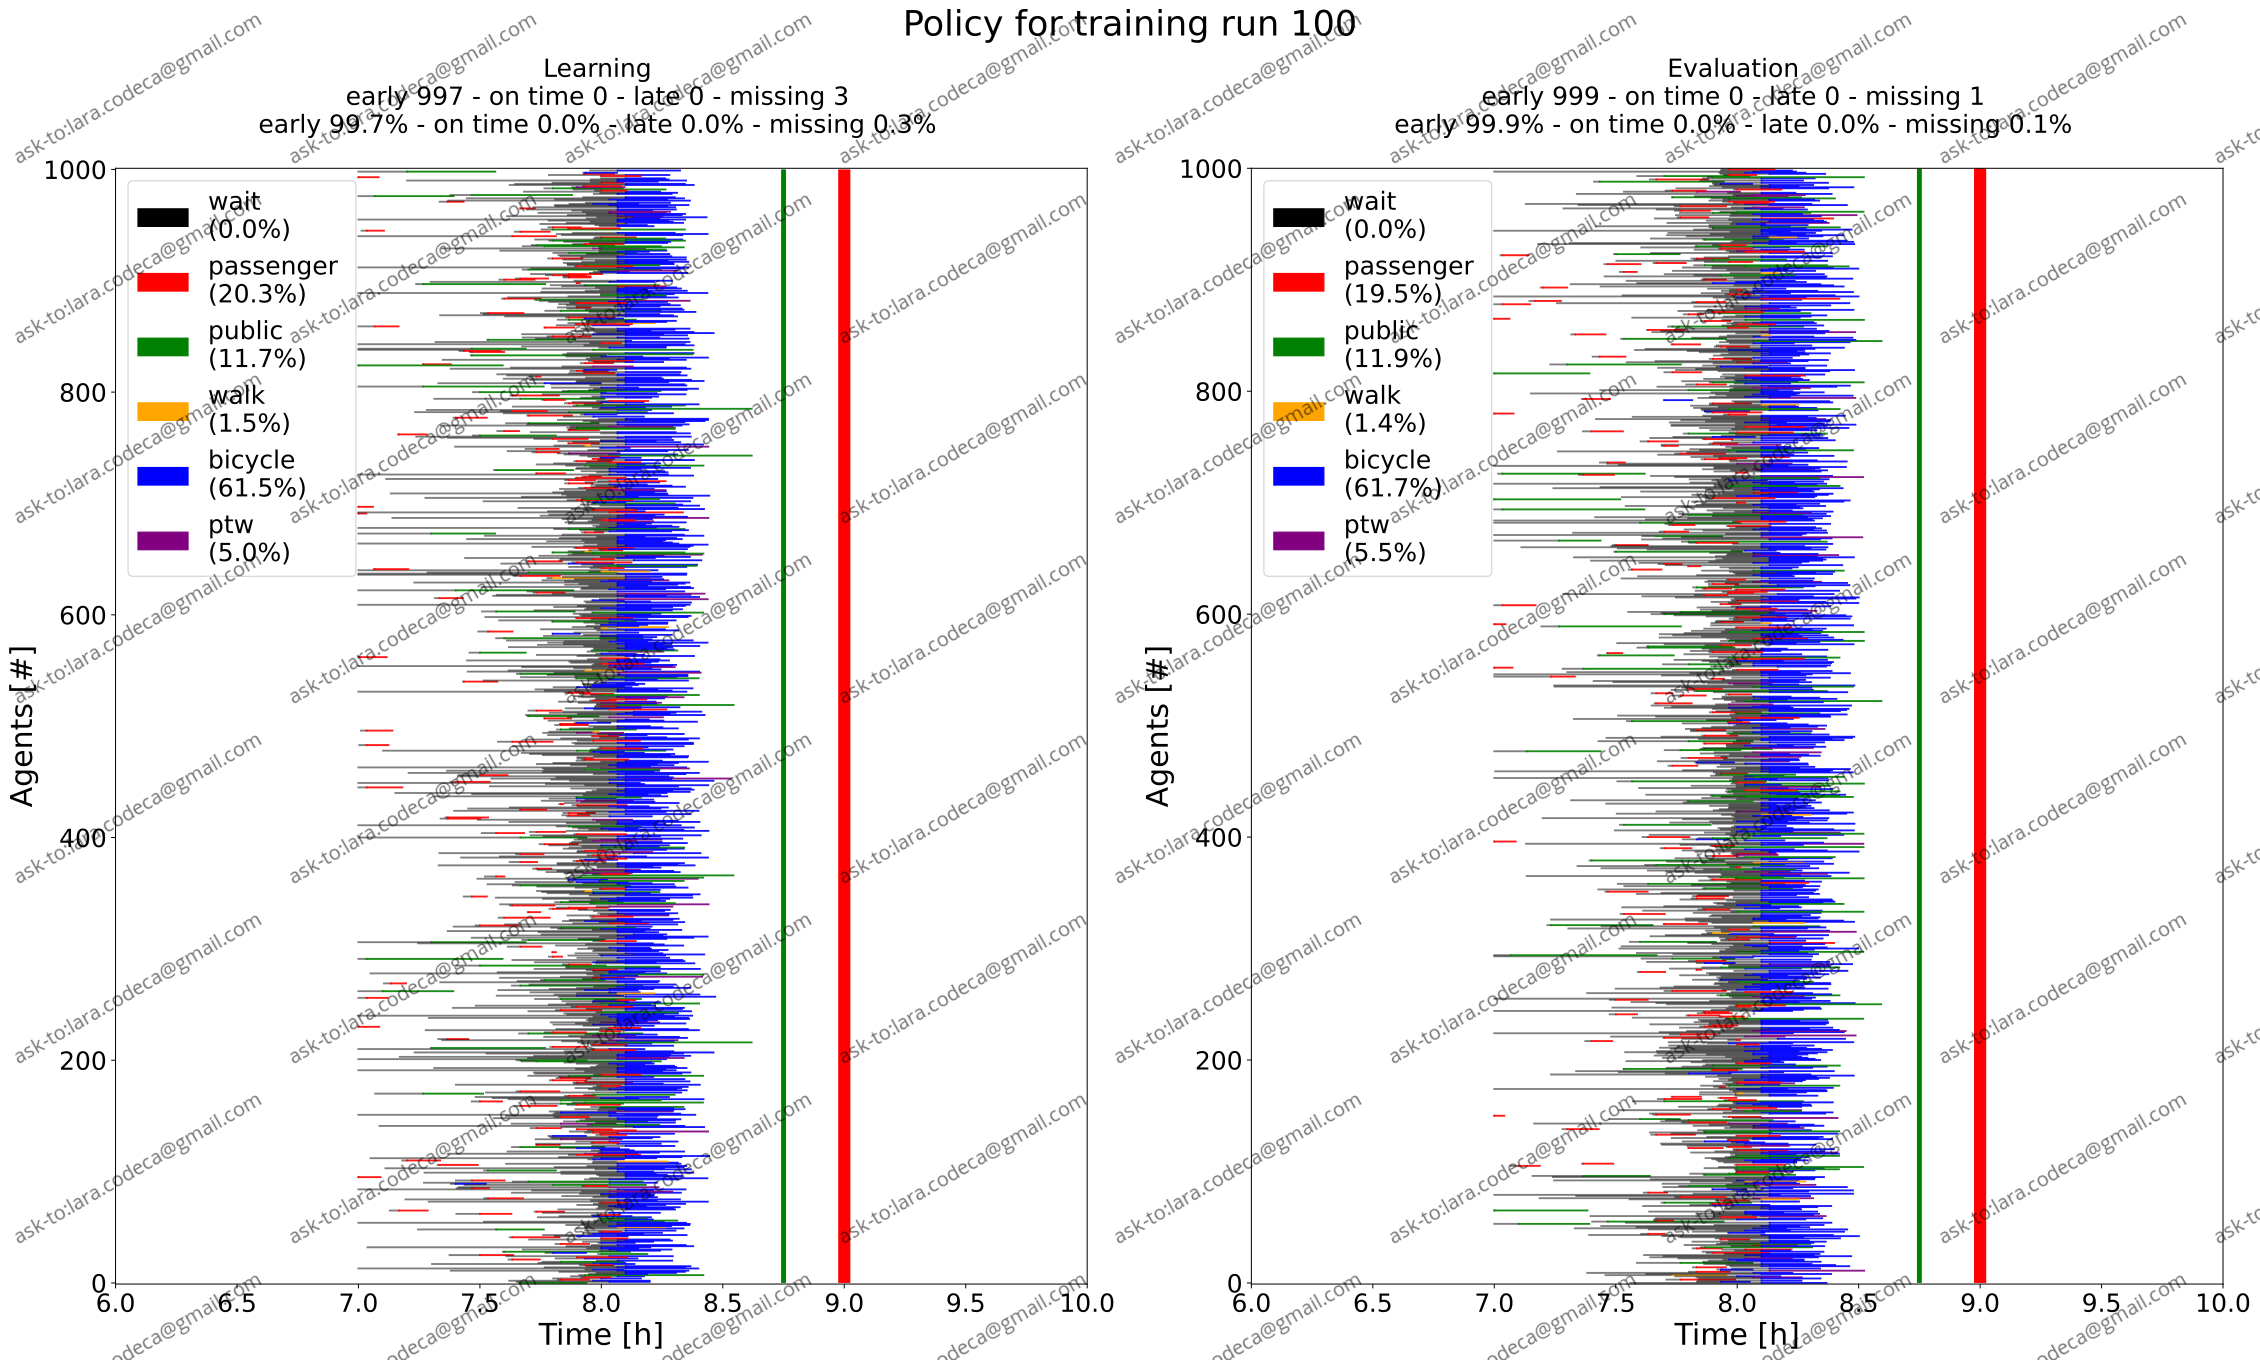 Policy for training run 100
Learning
early 997 - on time 0 - late 0 - missing 3
early 99.7% - on time 0.0% - late 0.0% - missing 0.3%
1000
800
600
400
200
0
Agents [#]
wait
(0.0%)
passenger
(20.3%)
public
(11.7%)
walk
(1.5%)
bicycle
(61.5%)
ptw
(5.0%)
6.0 6.5 7.0 7.5 8.0 8.5 9.0 9.5 10.0
Time [h]
Evaluation
early 999 - on time 0 - late 0 - missing 1
early 99.9% - on time 0.0% - late 0.0% - missing 0.1%
1000
800
600
400
200
0
Agents [#]
wait
(0.0%)
passenger
(19.5%)
public
(11.9%)
walk
(1.4%)
bicycle
(61.7%)
ptw
(5.5%)
6.0 6.5 7.0 7.5 8.0 8.5 9.0 9.5 10.0
Time [h]
ask-to:lara.codeca@gmail.com